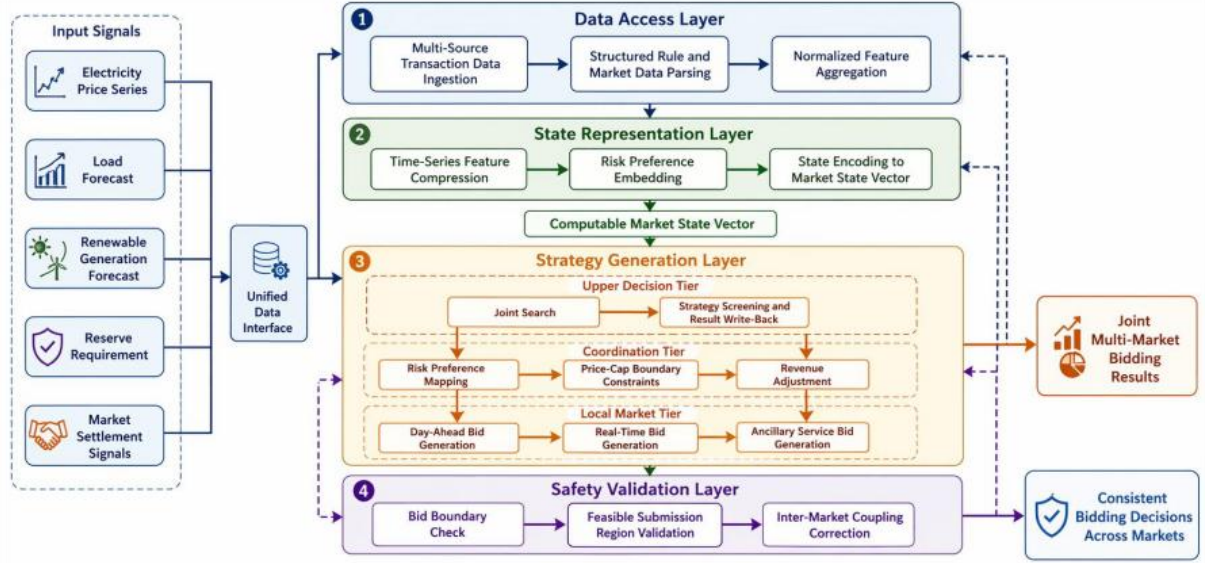 Input Signals
Electricity
Price Series
Load
Forecast
Renewable
Generation
Forecast
Reserve
Requirement
Market
Settlement
Signals
Unified
Data
Interface
1
Data Access Layer
Multi-Source
Transaction Data
Ingestion
Structured Rule and
Market Data Parsing
Normalized Feature
Aggregation
2
State Representation Layer
Time-Series Feature
Compression
Risk Preference
Embedding
State Encoding to
Market State Vector
Computable Market State Vector
3
Strategy Generation Layer
Upper Decision Tier
Joint Search
Strategy Screening and
Result Write-Back
Coordination Tier
Risk Preference
Mapping
Price-Cap Boundary
Constraints
Revenue
Adjustment
Local Market Tier
Day-Ahead Bid
Generation
Real-Time Bid
Generation
Ancillary Service Bid
Generation
4
Safety Validation Layer
Bid Boundary
Check
Feasible Submission
Region Validation
Inter-Market Coupling
Correction
Joint
Multi-Market
Bidding
Results
Consistent
Bidding Decisions
Across Markets